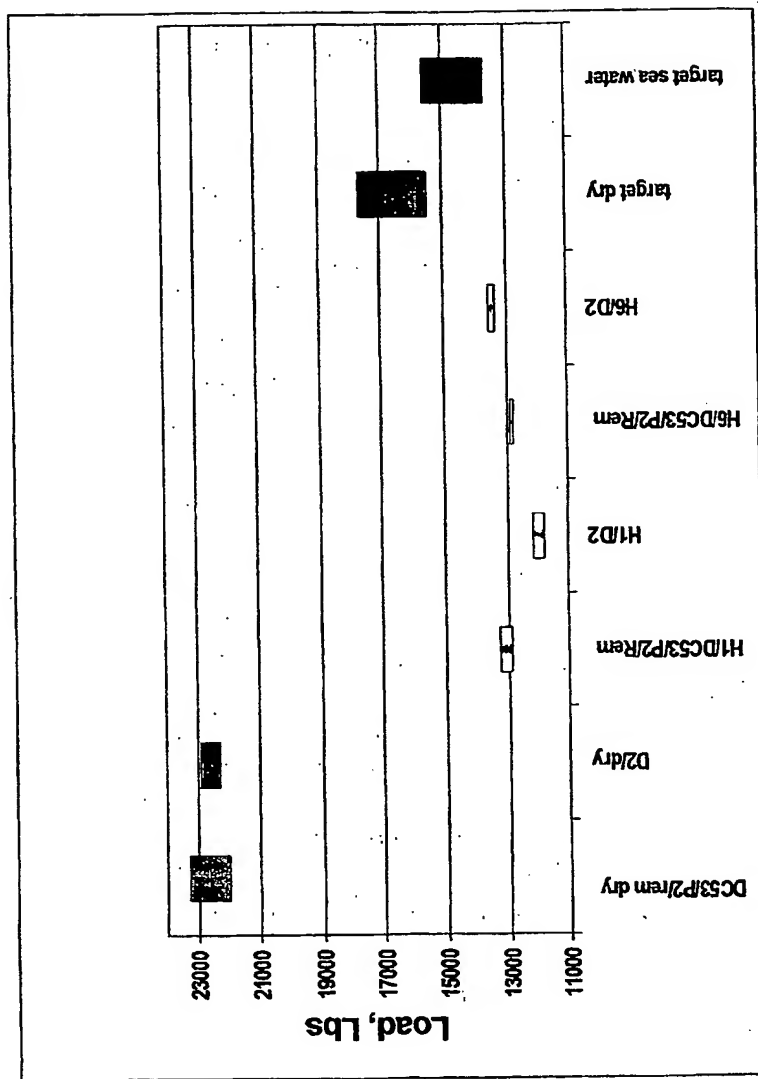 Load, Lbs
23000
21000
19000
17000
15000
13000
11000
DC53/P2/rem dry
D2/dry
H1/DC53/P2/Rem
H1/D2
H6/DC53/P2/Rem
H6/D2
target dry
target sea water